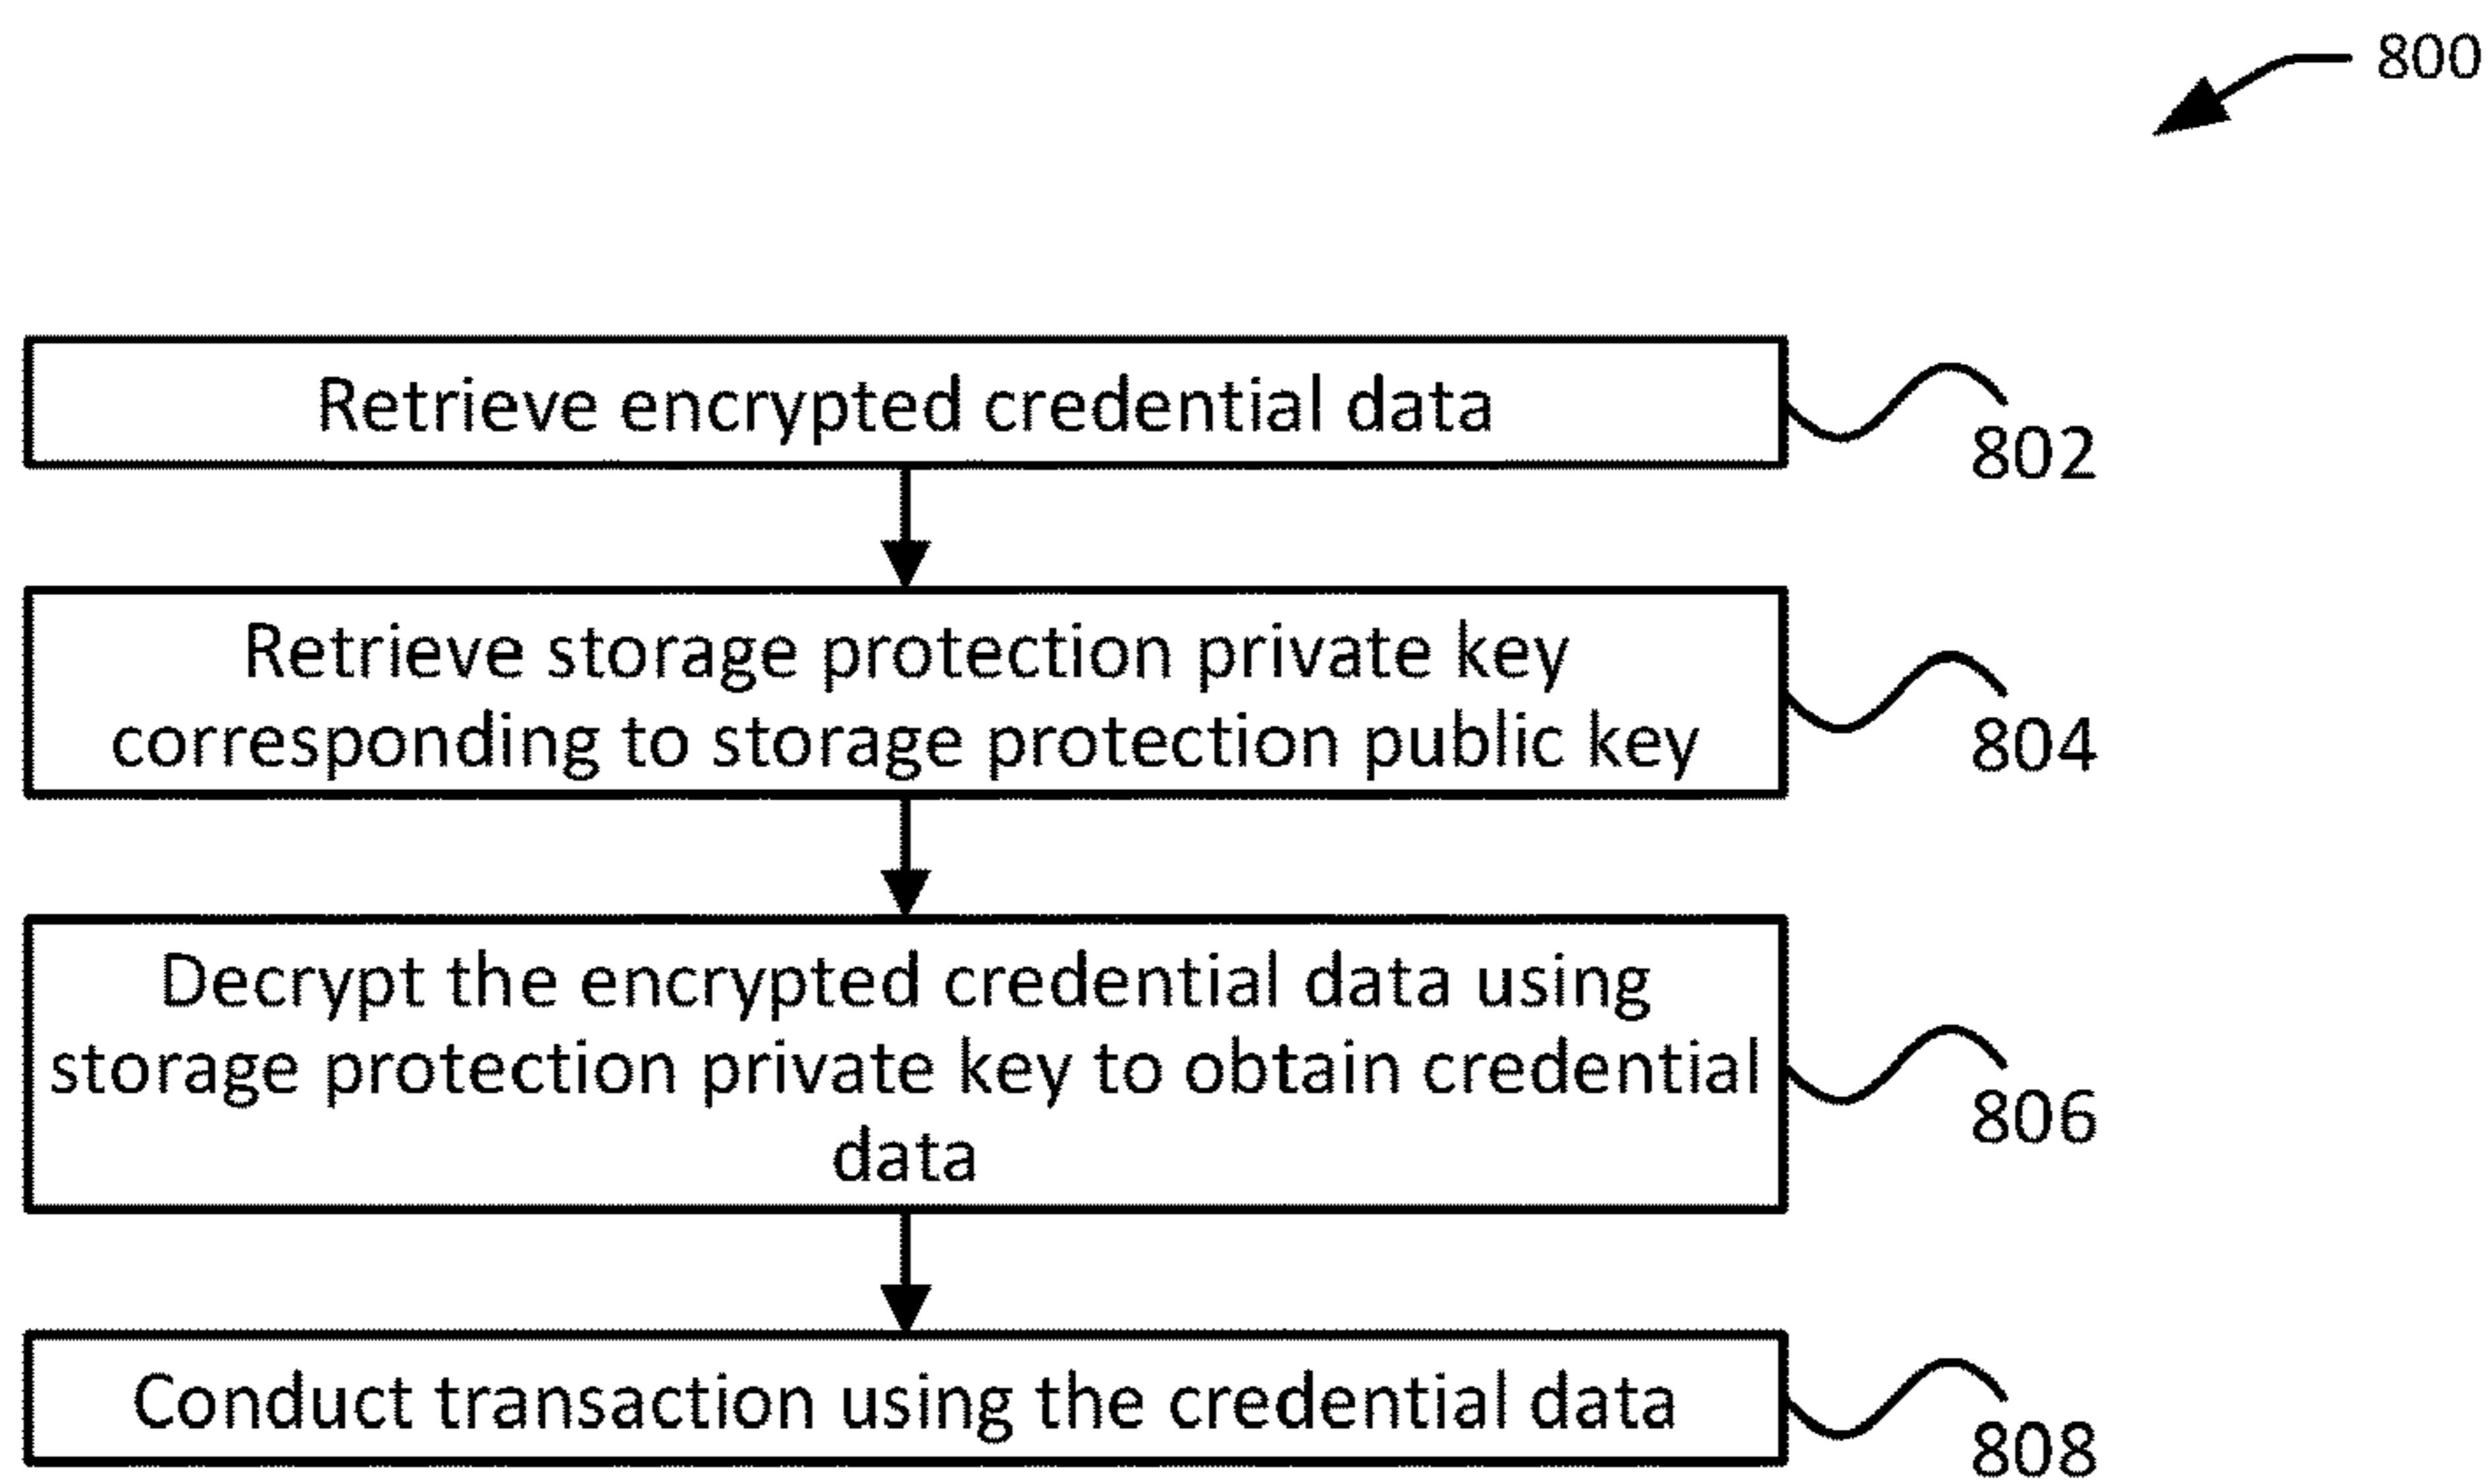 800
Retrieve encrypted credential data
802
Retrieve storage protection private key
corresponding to storage protection public key
804
Decrypt the encrypted credential data using
storage protection private key to obtain credential
data
806
Conduct transaction using the credential data
808